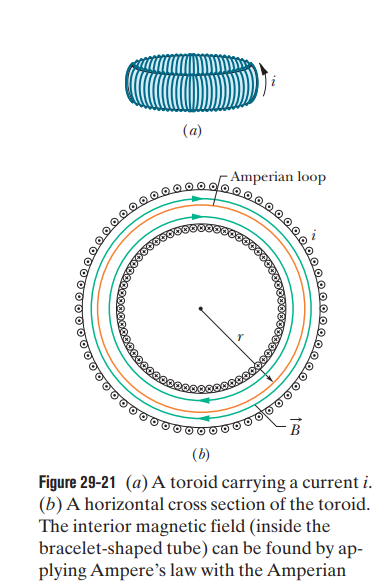 i
(a)
Amperian loop
i
r
B
(b)
Figure 29-21 (a) A toroid carrying a current i.
(b) A horizontal cross section of the toroid.
The interior magnetic field (inside the
bracelet-shaped tube) can be found by ap-
plying Ampere’s law with the Amperian